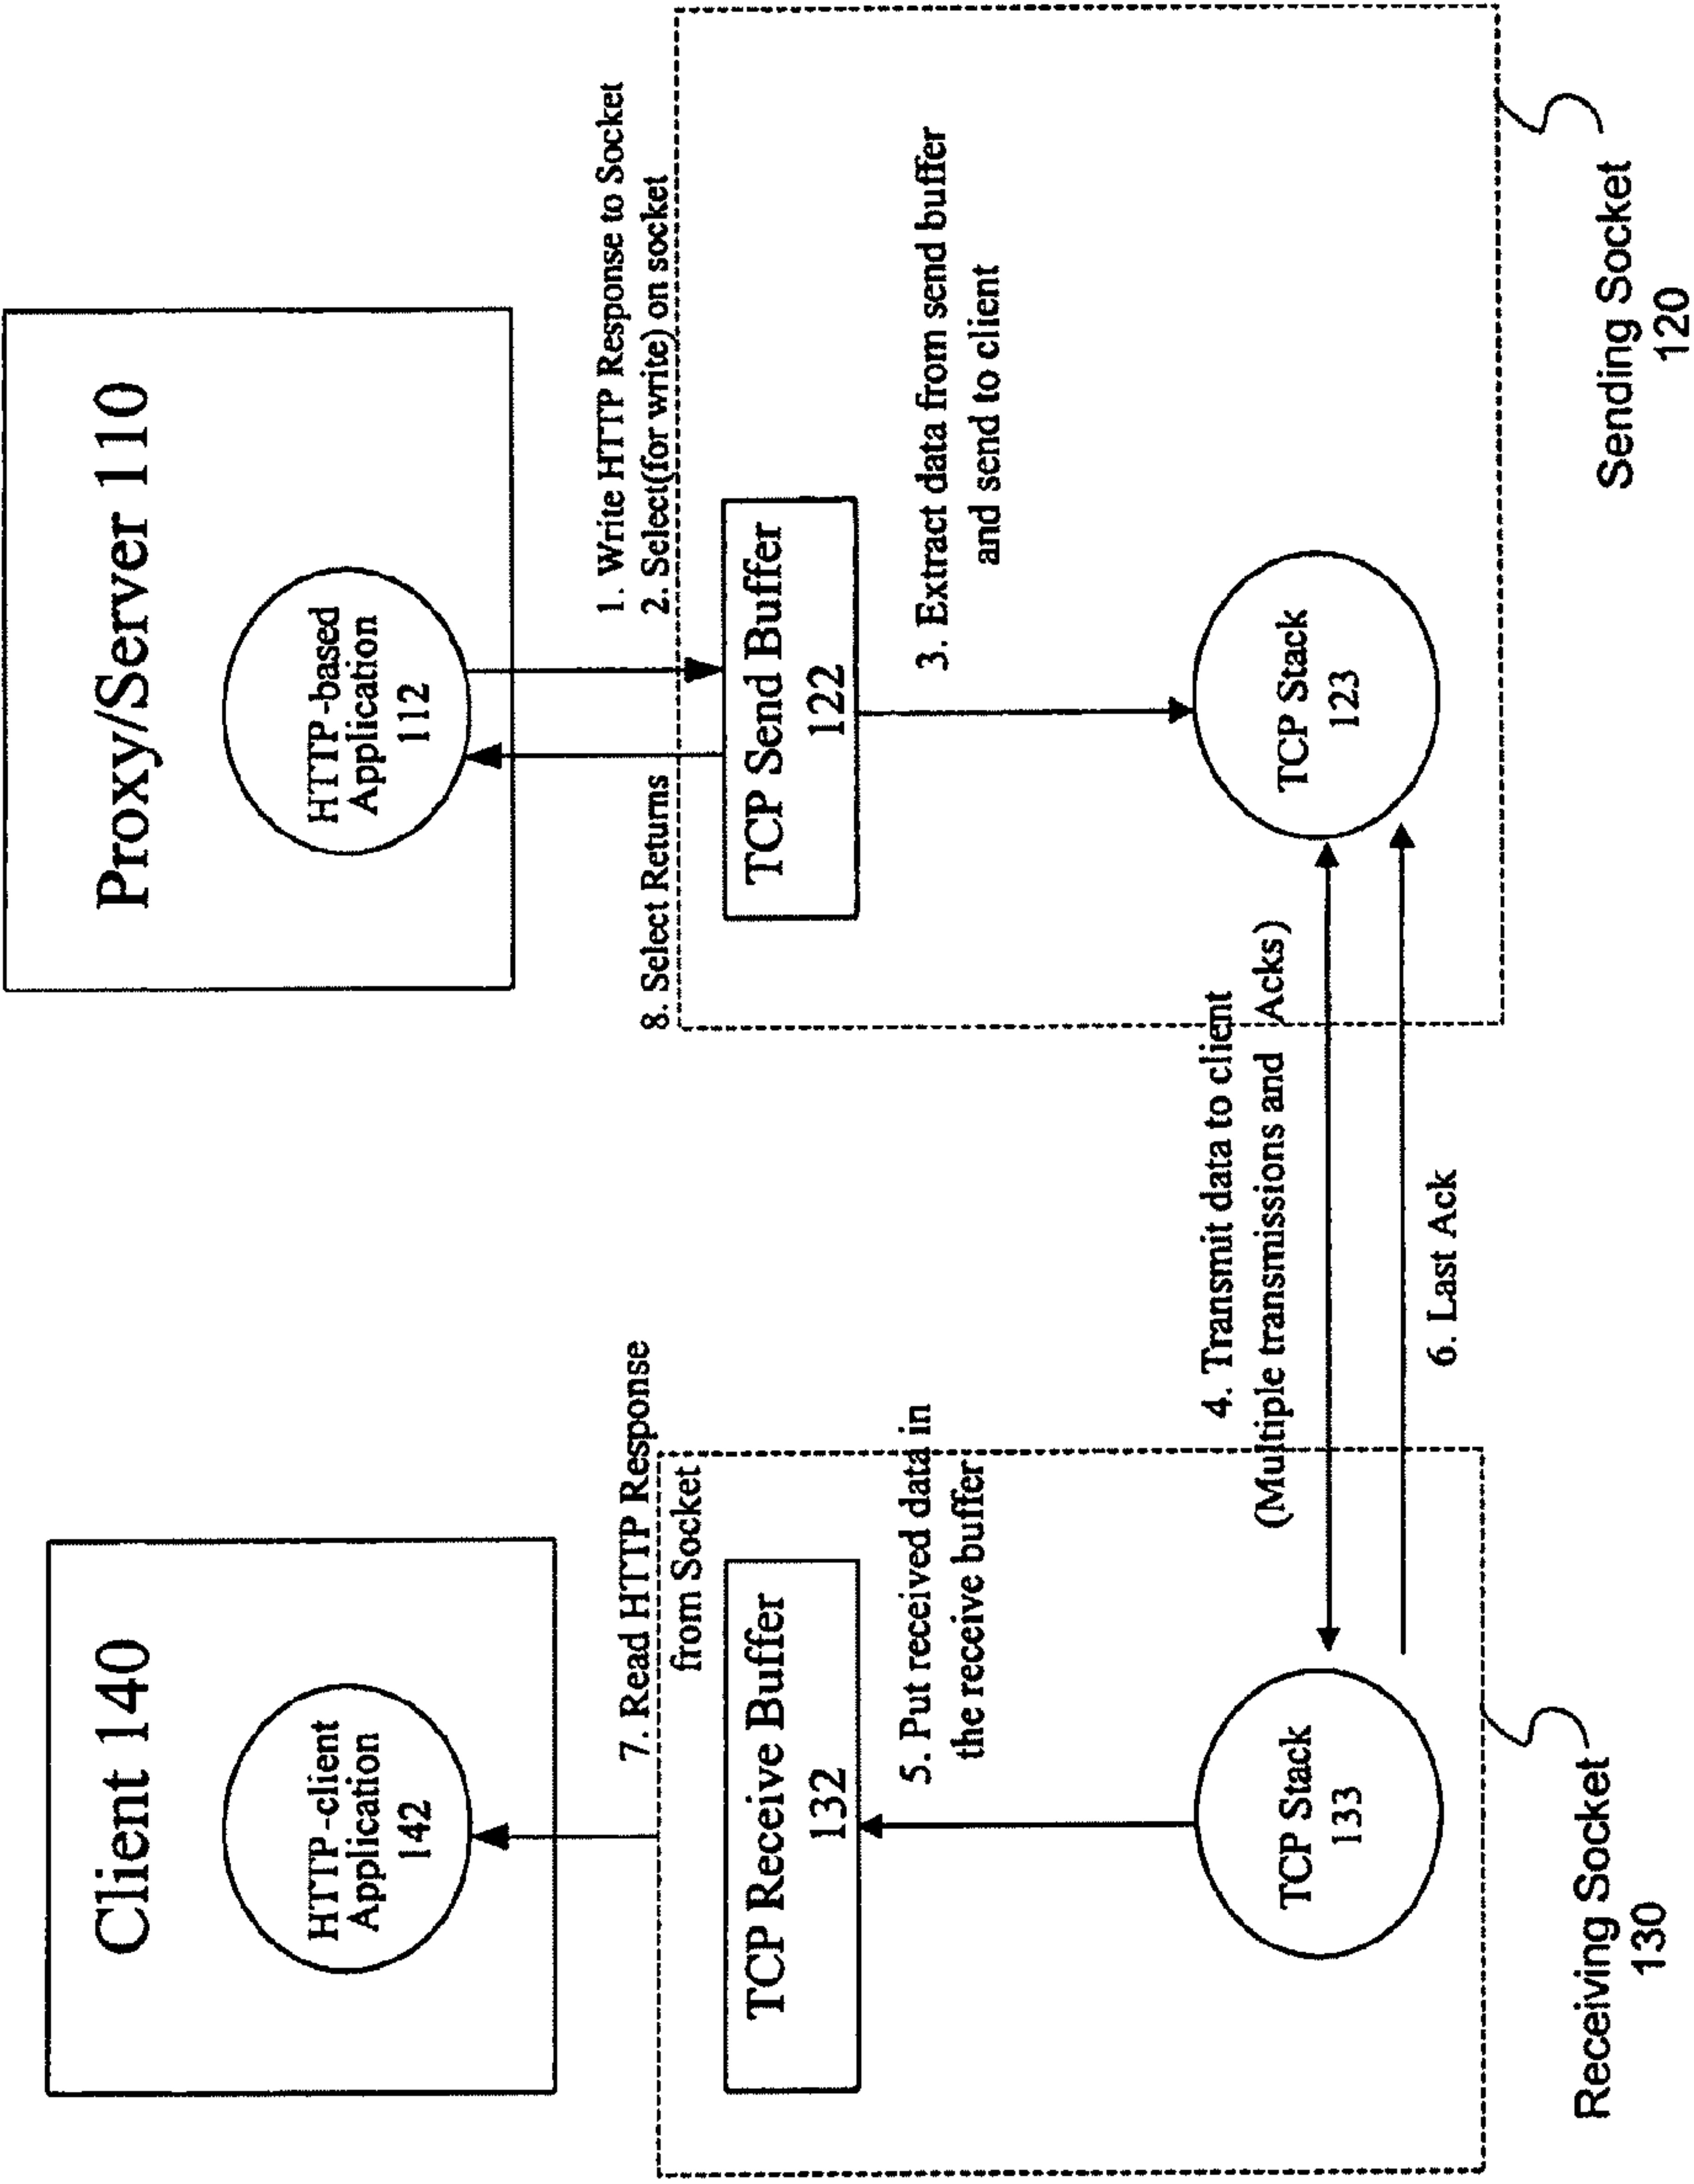 Client 140
HTTP-client
Application
142
7. Read HTTP Response
from Socket
TCP Receive Buffer
132
5. Put received data in
the receive buffer
TCP Stack
133
Receiving Socket
130
4. Transmit data to client
(Multiple transmissions and Acks)
6. Last Ack
Proxy/Server 110
HTTP-based
Application
112
8. Select Returns
1. Write HTTP Response to Socket
2. Select(for write) on socket
TCP Send Buffer
122
3. Extract data from send buffer
and send to client
TCP Stack
123
Sending Socket
120